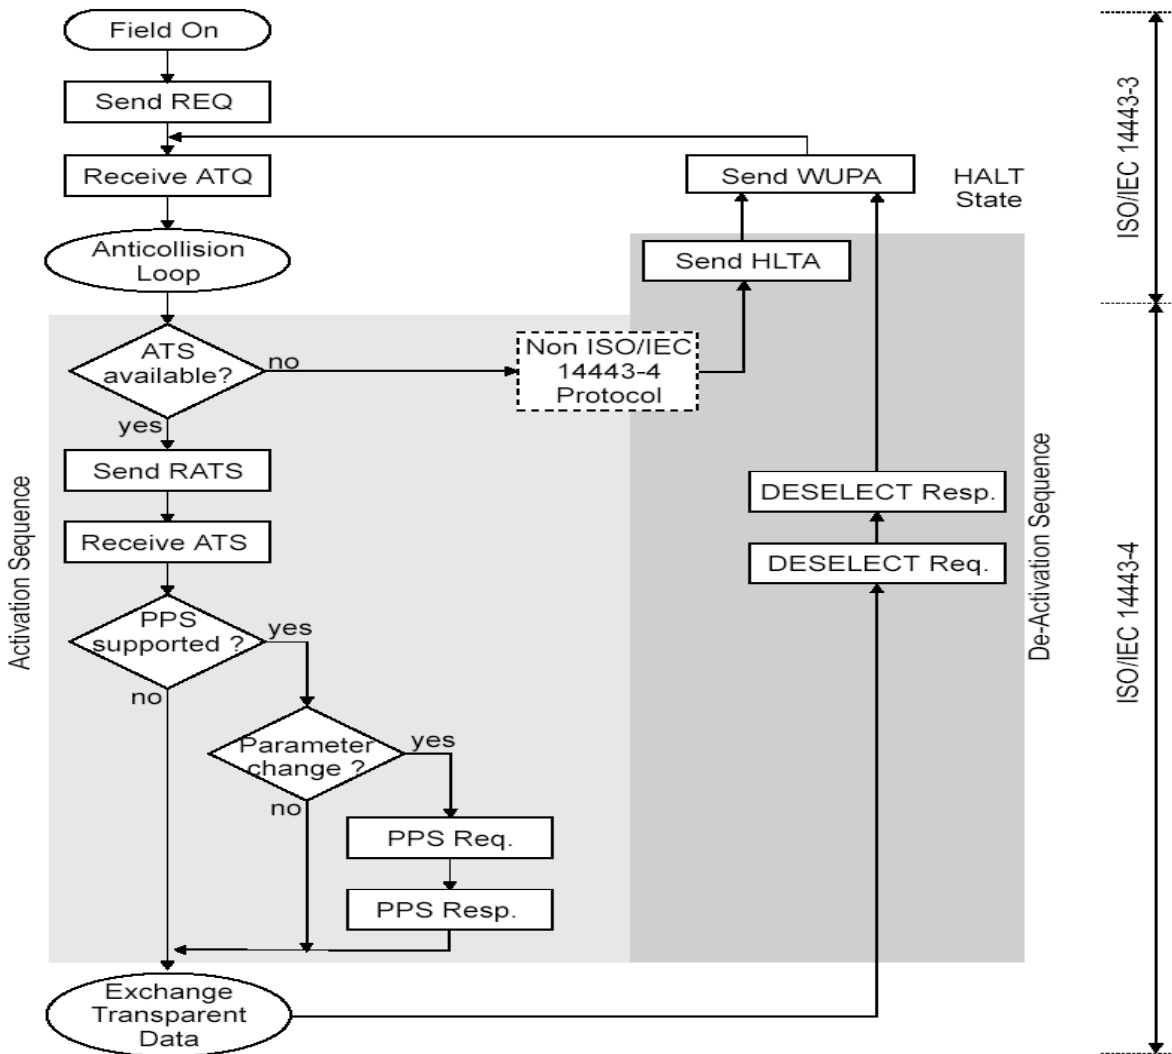 Field On
Send REQ
Receive ATQ
Anticollision
Loop
ATS
available?
no
yes
Send RATS
Receive ATS
PPS
supported ?
yes
no
Parameter
change ?
yes
no
PPS Req.
PPS Resp.
Exchange
Transparent
Data
Non ISO/IEC
14443-4
Protocol
Send WUPA
HALT
State
Send HLTA
DESELECT Resp.
DESELECT Req.
Activation Sequence
De-Activation Sequence
ISO/IEC 14443-3
ISO/IEC 14443-4